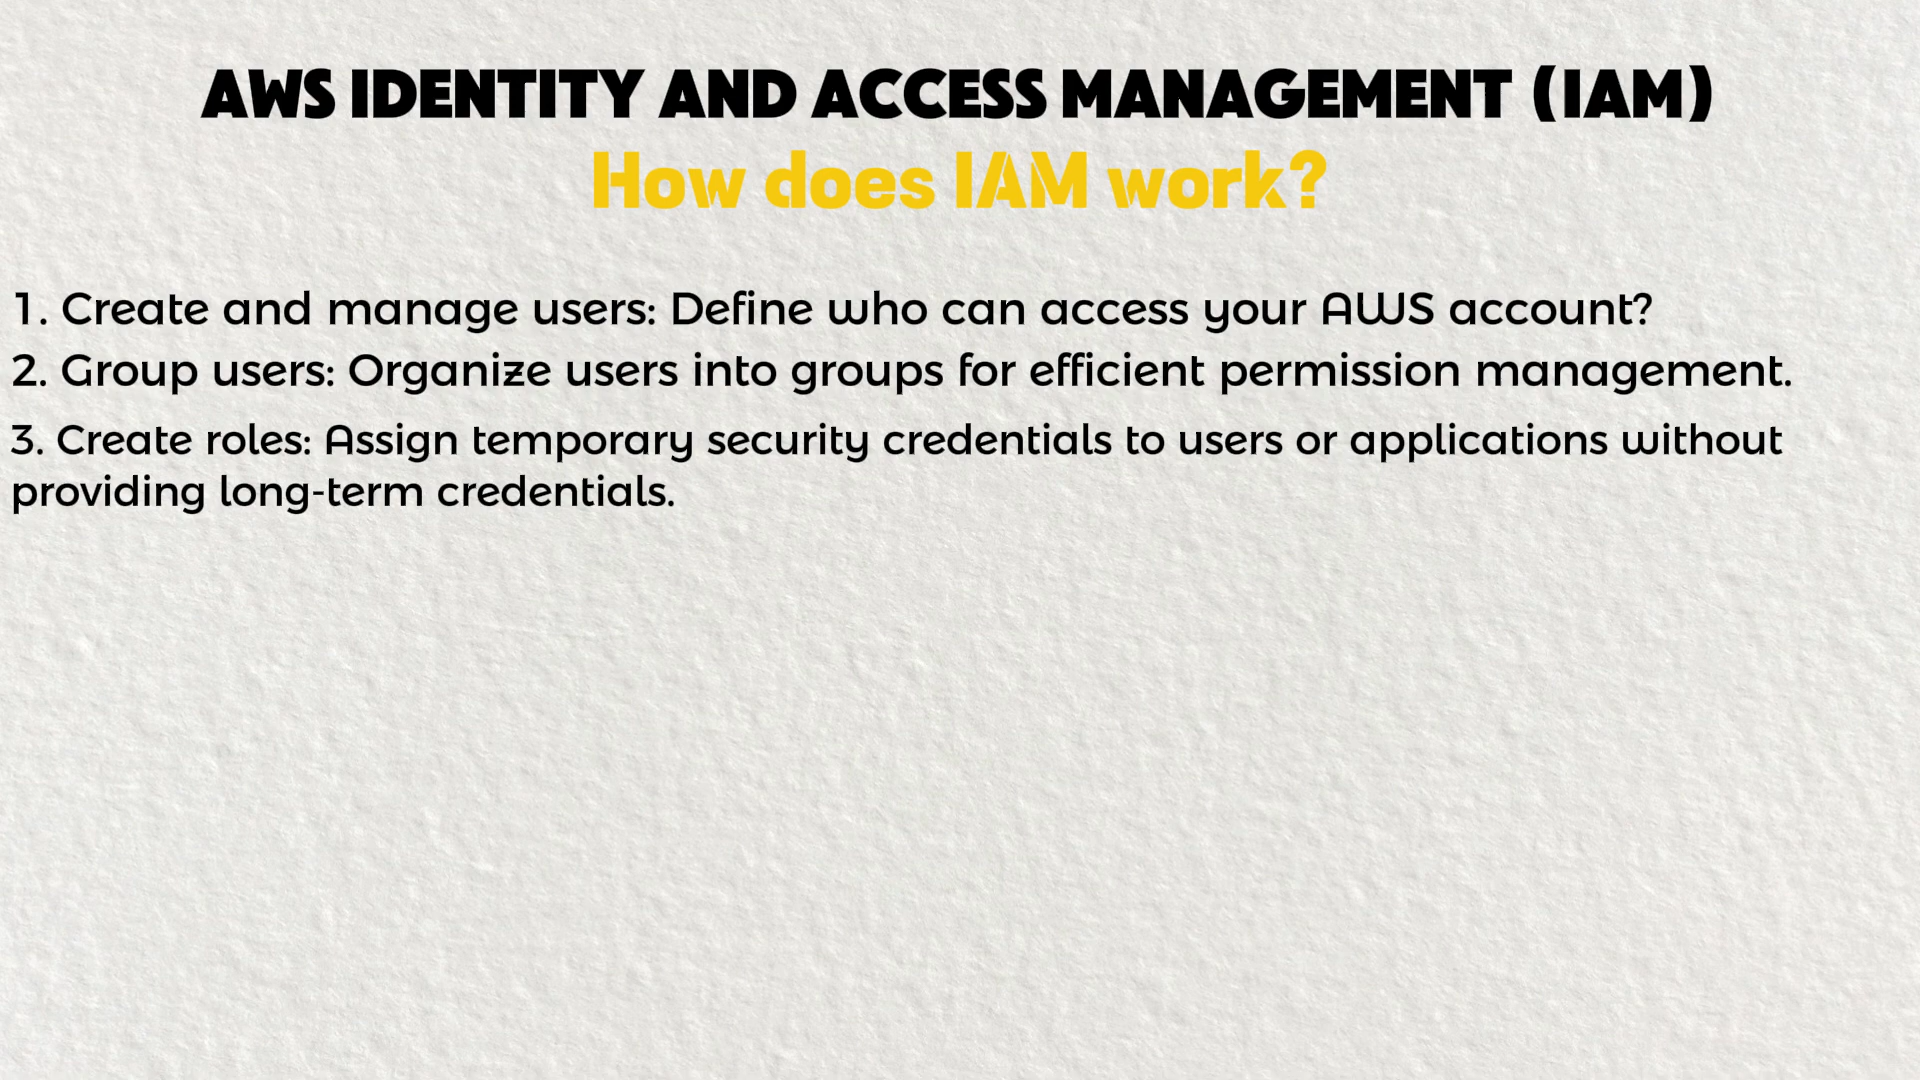 AWS IDENTITY AND ACCESS MANAGEMENT (IAM)
How does IAM work?
1. Create and manage users: Define who can access your AWS account?
2. Group users: Organize users into groups for efficient permission management.
3. Create roles: Assign temporary security credentials to users or applications without
providing long-term credentials.